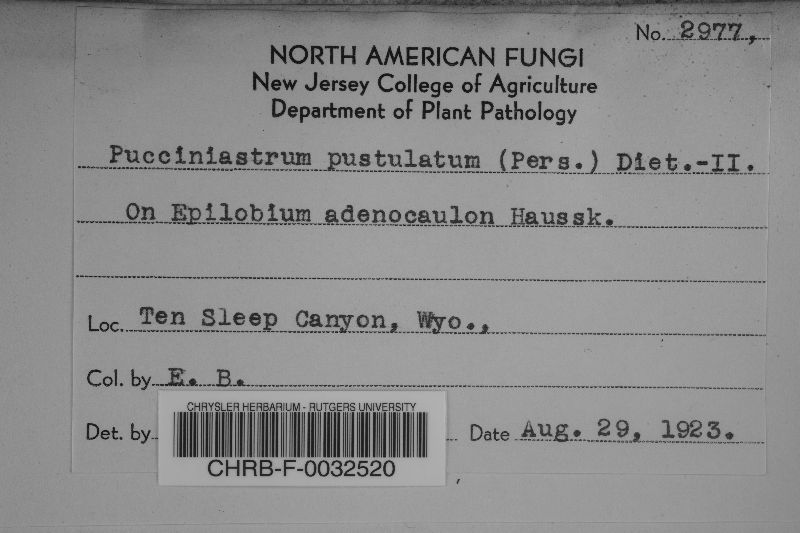 No. 2977,
NORTH AMERICAN FUNGI
New Jersey College of Agriculture
Department of Plant Pathology
Pucciniastrum pustulatum (Pers.) Diet.-II.
On Epilobium adenocaulon Haussk.
Loc. Ten Sleep Canyon, Wyo.,
Col. by E. B.
Det. by
Date Aug. 29, 1923.
CHRYSLER HERBARIUM - RUTGERS UNIVERSITY
CHRB-F-0032520